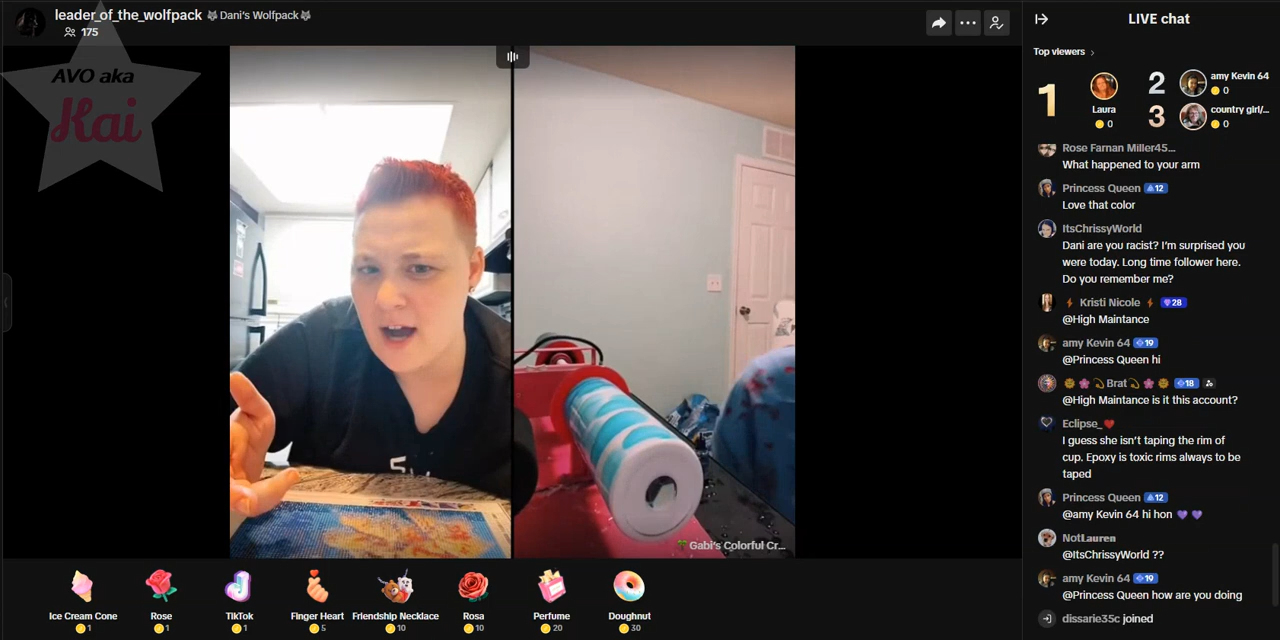 leader_of_the_wolfpack 🐺Dani's Wolfpack🐺
175
AVO aka
Kai
Gabi's Colorful Cr...
Ice Cream Cone
1
Rose
1
TikTok
1
Finger Heart
5
Friendship Necklace
10
Rosa
10
Perfume
20
Doughnut
30
LIVE chat
Top viewers >
1
Laura
0
2
amy Kevin 64
0
3
country girl/...
0
Rose Farnan Miller45...
What happened to your arm
Princess Queen 12
Love that color
ItsChrissyWorld
Dani are you racist? I'm surprised you
were today. Long time follower here.
Do you remember me?
Kristi Nicole 28
@High Maintance
amy Kevin 64 19
@Princess Queen hi
Brat 18
@High Maintance is it this account?
Eclipse_❤️
I guess she isn't taping the rim of
cup. Epoxy is toxic rims always to be
taped
Princess Queen 12
@amy Kevin 64 hi hon 💜 💜
NotLauren
@ItsChrissyWorld ??
amy Kevin 64 19
@Princess Queen how are you doing
dissarie35c joined